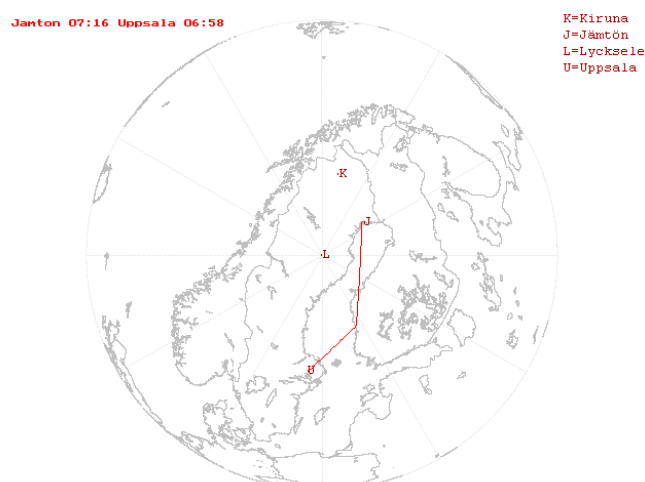 Jamton 07:16 Uppsala 06:58
K=Kiruna
J=Jämtön
L=Lycksele
U=Uppsala
K
J
L
U